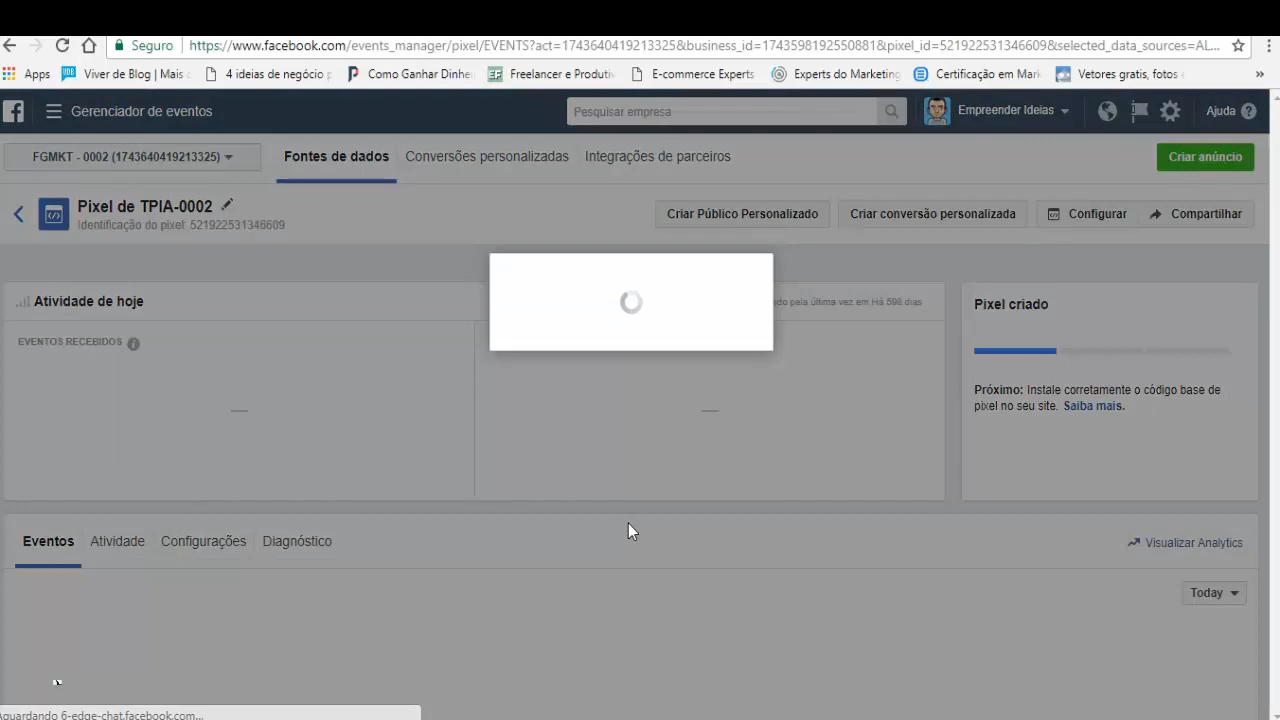 Seguro
https://www.facebook.com/events_manager/pixel/EVENTS?act=1743640419213325&business_id=1743598192550881&pixel_id=521922531346609&selected_data_sources=AL...
Apps
Viver de Blog | Mais
4 ideias de negócio
Como Ganhar Dinhe
Freelancer e Produti
E-commerce Experts
Experts do Marketing
Certificação em Mar
Vetores gratis, fotos
»
Gerenciador de eventos
Pesquisar empresa
Empreender Ideias
Ajuda
FGMKT - 0002 (1743640419213325)
Fontes de dados
Conversões personalizadas
Integrações de parceiros
Criar anúncio
Pixel de TPIA-0002
Identificação do pixel: 521922531346609
Criar Público Personalizado
Criar conversão personalizada
Configurar
Compartilhar
Atividade de hoje
pela última vez em Há 598 dias
Pixel criado
EVENTOS RECEBIDOS
Próximo: Instale corretamente o código base de
pixel no seu site. Saiba mais.
Eventos
Atividade
Configurações
Diagnóstico
Visualizar Analytics
Today
Aguardando 6-edge-chat.facebook.com...